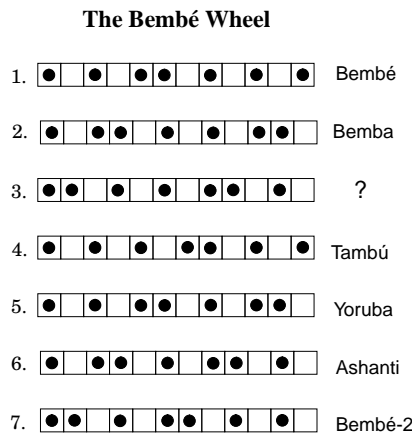 The Bembé Wheel
1. Bembé
2. Bemba
3. ?
4. Tambú
5. Yoruba
6. Ashanti
7. Bembé-2